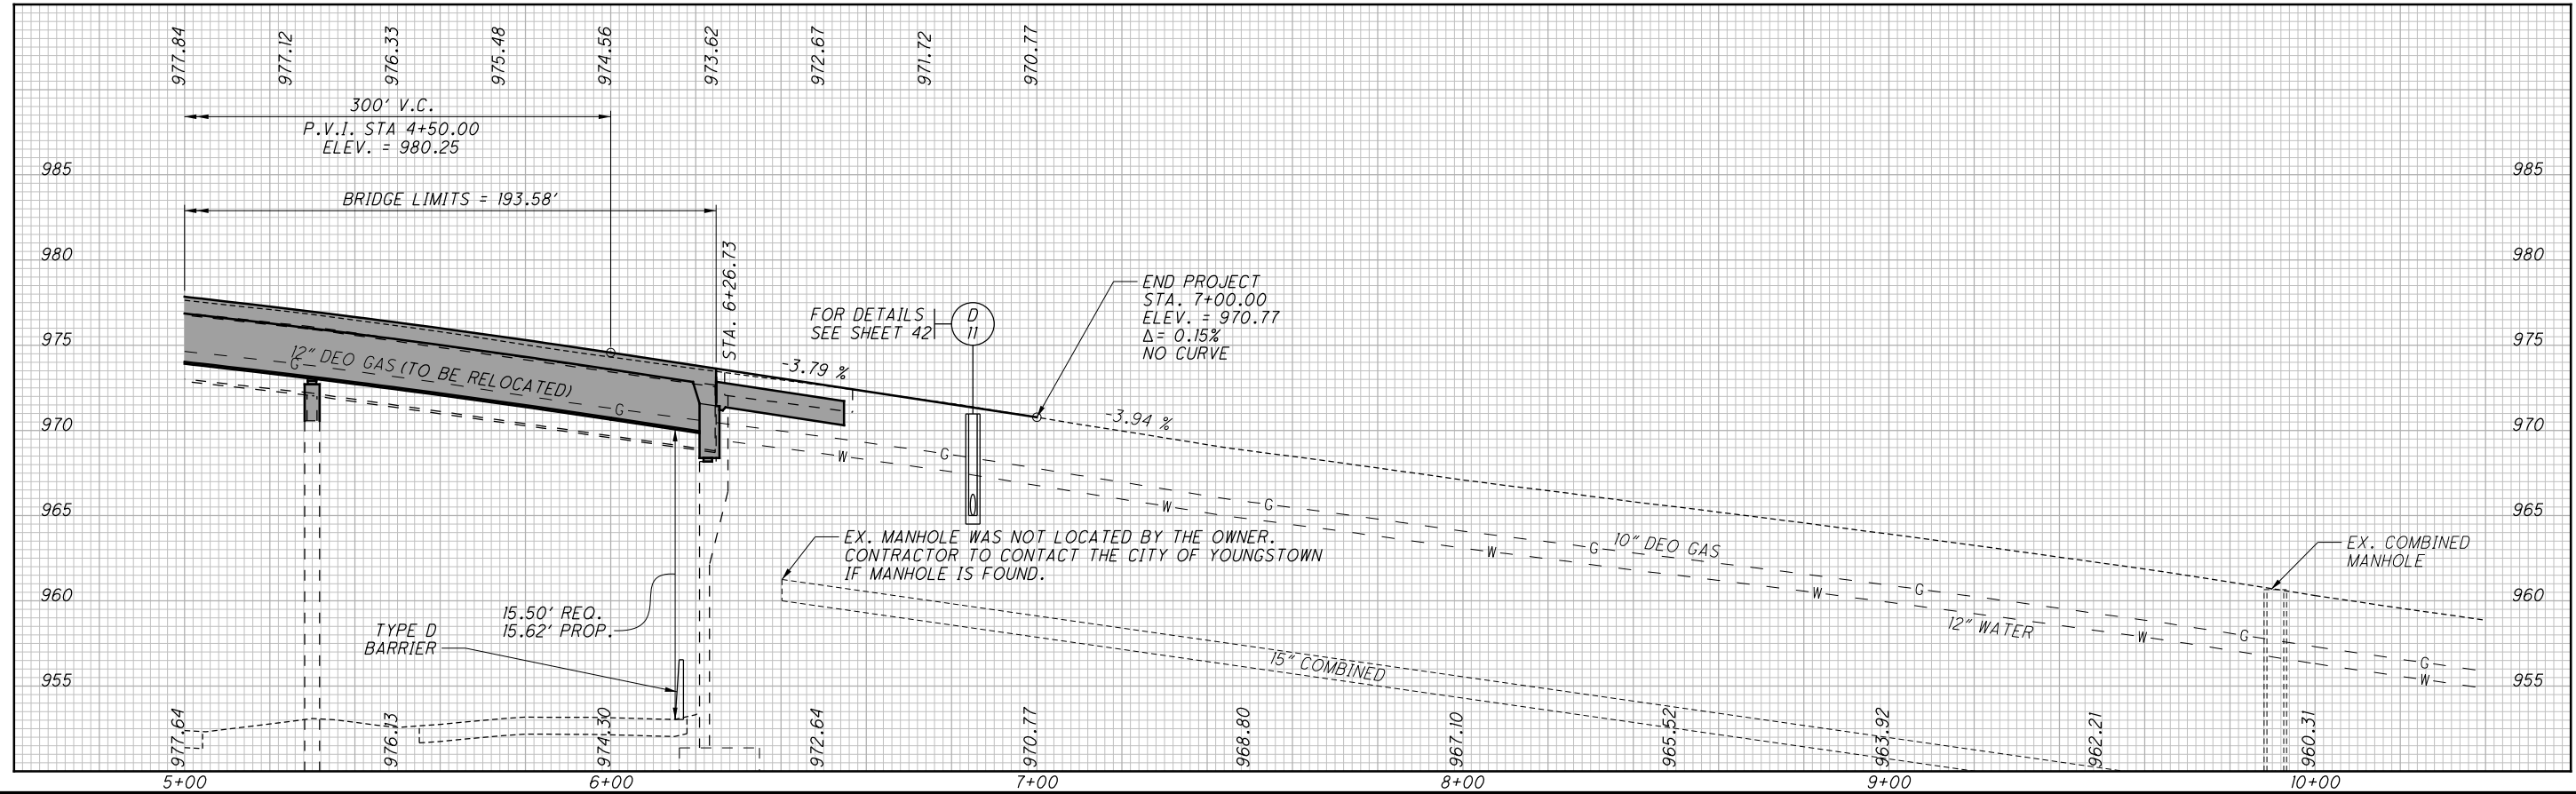 977.84
977.12
976.33
975.48
974.56
973.62
972.67
971.72
970.77
300' V.C.
P.V.I. STA 4+50.00
ELEV. = 980.25
985
985
BRIDGE LIMITS = 193.58'
980
980
STA. 6+26.73
END PROJECT
STA. 7+00.00
ELEV. = 970.77
Δ= 0.15%
NO CURVE
FOR DETAILS
SEE SHEET 42
D
11
975
975
12" DEO GAS (TO BE RELOCATED)
G
G
-3.79 %
-3.94 %
970
970
G
W
W
G
965
965
EX. MANHOLE WAS NOT LOCATED BY THE OWNER.
CONTRACTOR TO CONTACT THE CITY OF YOUNGSTOWN
IF MANHOLE IS FOUND.
W
G
10" DEO GAS
EX. COMBINED
MANHOLE
960
960
W
G
15.50' REQ.
15.62' PROP.
TYPE D
BARRIER
12" WATER
W
G
15" COMBINED
G
W
955
955
977.64
976.13
974.30
972.64
970.77
968.80
967.10
965.52
963.92
962.21
960.31
5+00
6+00
7+00
8+00
9+00
10+00